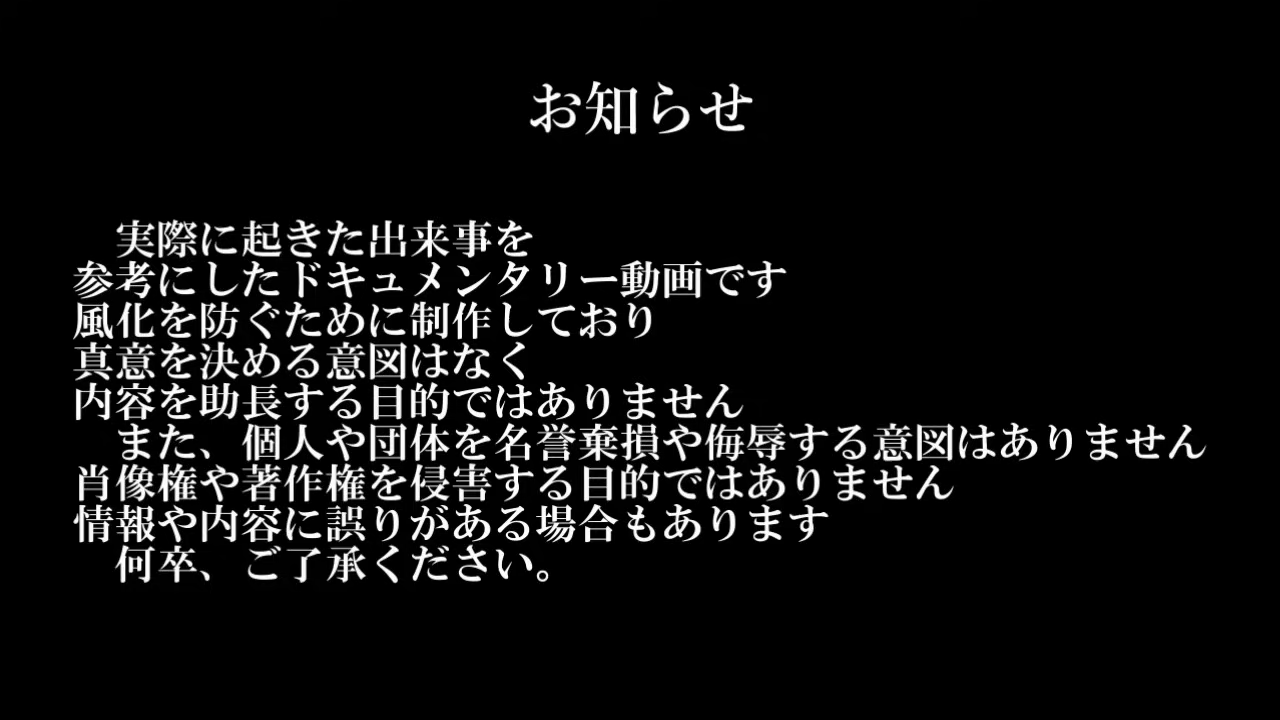 お知らせ
　実際に起きた出来事を
参考にしたドキュメンタリー動画です
風化を防ぐために制作しており
真意を決める意図はなく
内容を助長する目的ではありません
　また、個人や団体を名誉棄損や侮辱する意図はありません
肖像権や著作権を侵害する目的ではありません
情報や内容に誤りがある場合もあります
　何卒、ご了承ください。